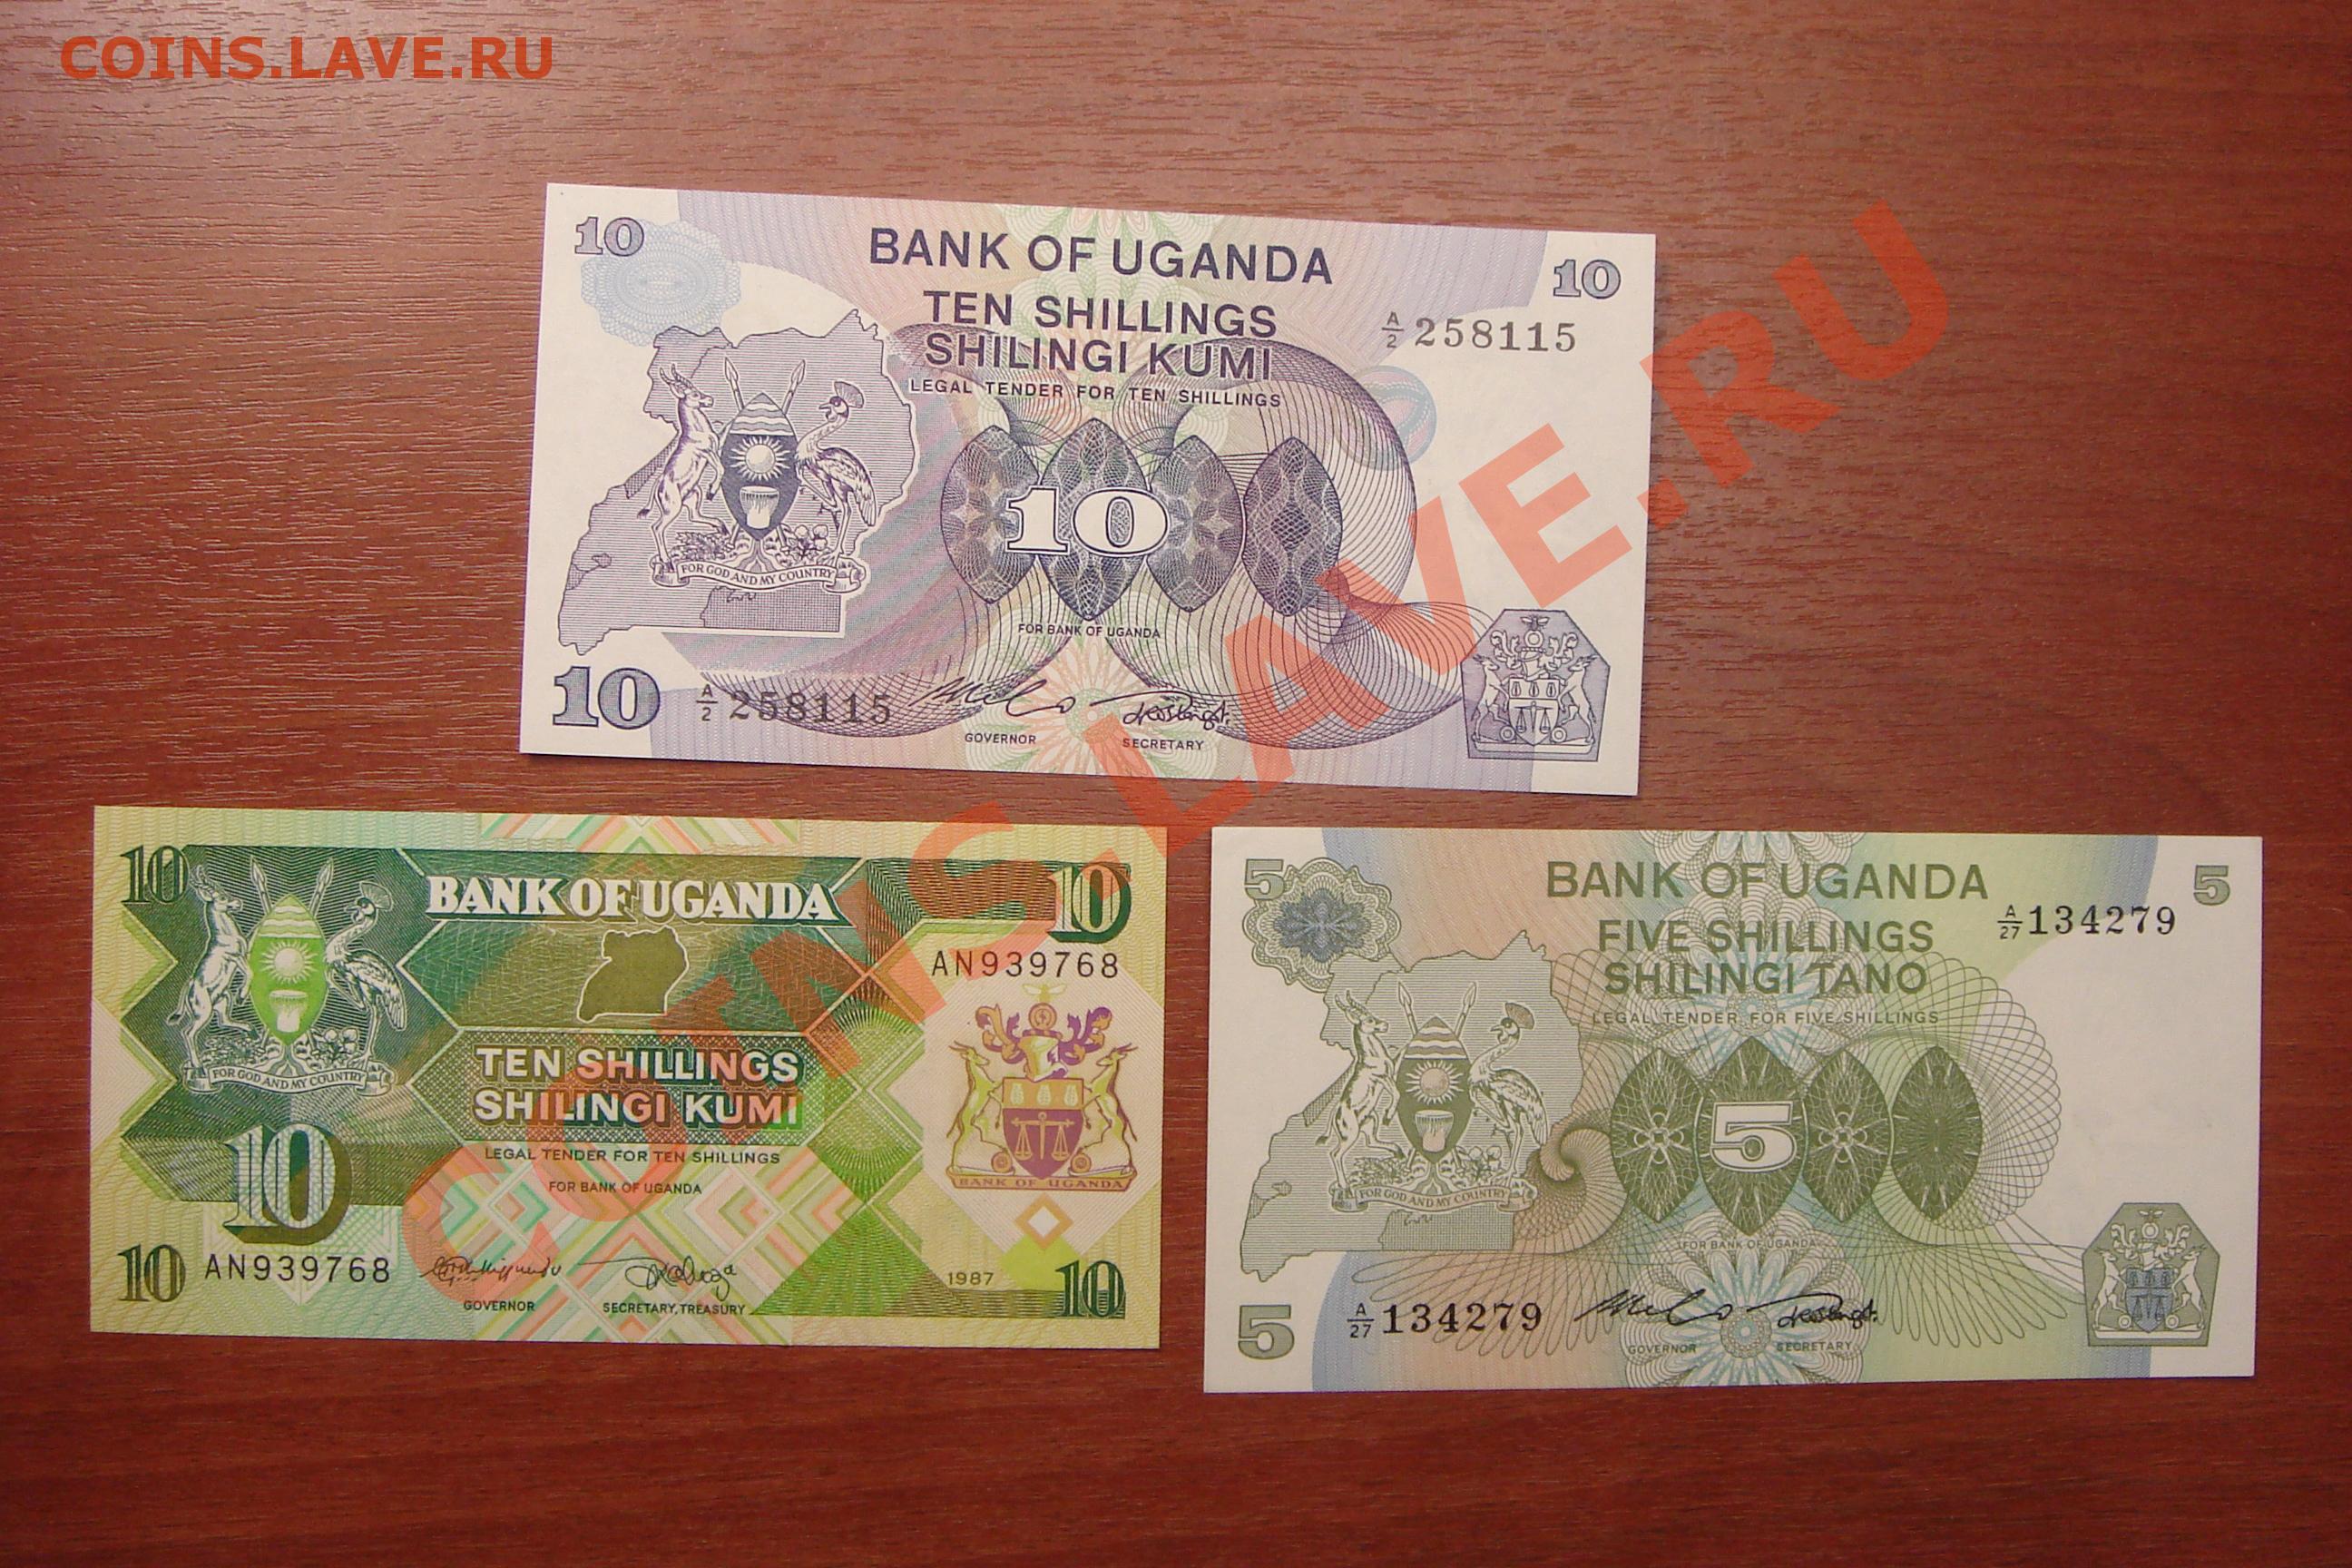 COINS.LAVE.RU
10
BANK OF UGANDA
10
TEN SHILLINGS
SHILINGI KUMI
A/2 258115
LEGAL TENDER FOR TEN SHILLINGS
10
FOR GOD AND MY COUNTRY
FOR BANK OF UGANDA
10
A/2 258115
GOVERNOR
SECRETARY
10
BANK OF UGANDA
10
AN939768
TEN SHILLINGS
SHILINGI KUMI
FOR GOD AND MY COUNTRY
LEGAL TENDER FOR TEN SHILLINGS
BANK OF UGANDA
FOR BANK OF UGANDA
10
10
AN939768
1987
10
GOVERNOR
SECRETARY, TREASURY
5
BANK OF UGANDA
5
FIVE SHILLINGS
A/27 134279
SHILINGI TANO
LEGAL TENDER FOR FIVE SHILLINGS
5
FOR GOD AND MY COUNTRY
FOR BANK OF UGANDA
5
A/27 134279
GOVERNOR
SECRETARY
COINS.LAVE.RU